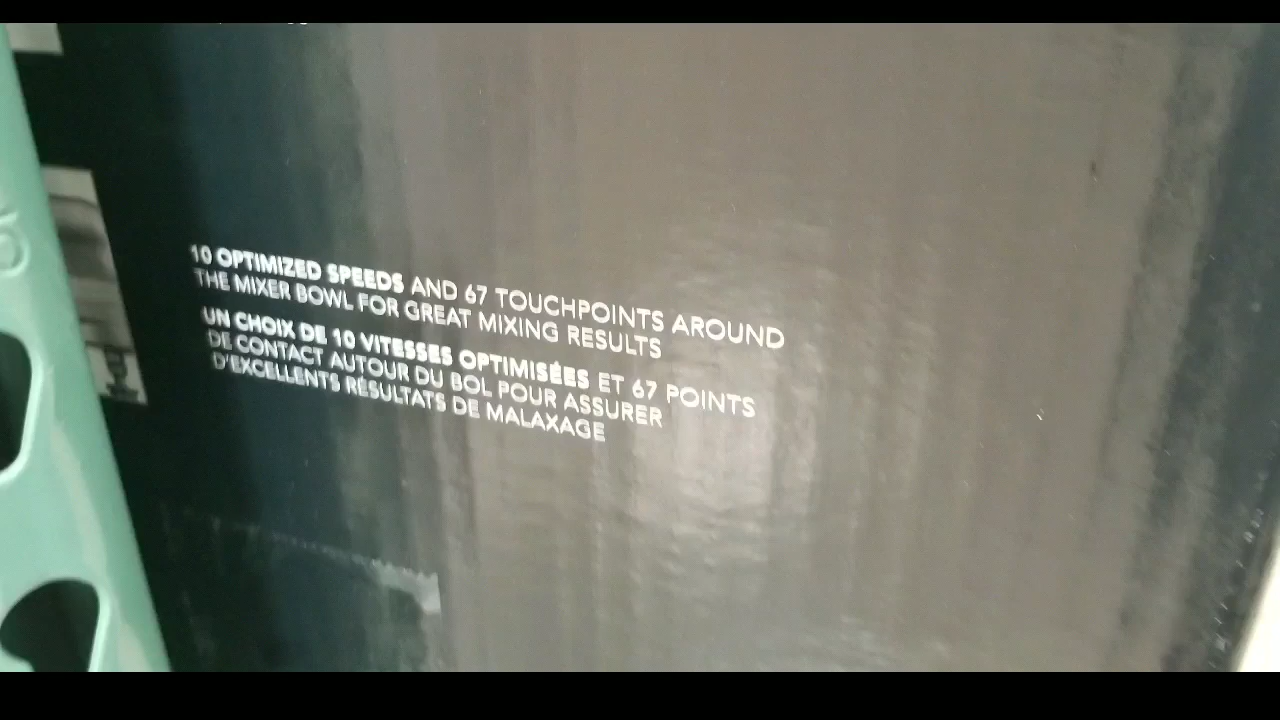 10 OPTIMIZED SPEEDS AND 67 TOUCHPOINTS AROUND
THE MIXER BOWL FOR GREAT MIXING RESULTS
UN CHOIX DE 10 VITESSES OPTIMISÉES ET 67 POINTS
DE CONTACT AUTOUR DU BOL POUR ASSURER
D'EXCELLENTS RÉSULTATS DE MALAXAGE